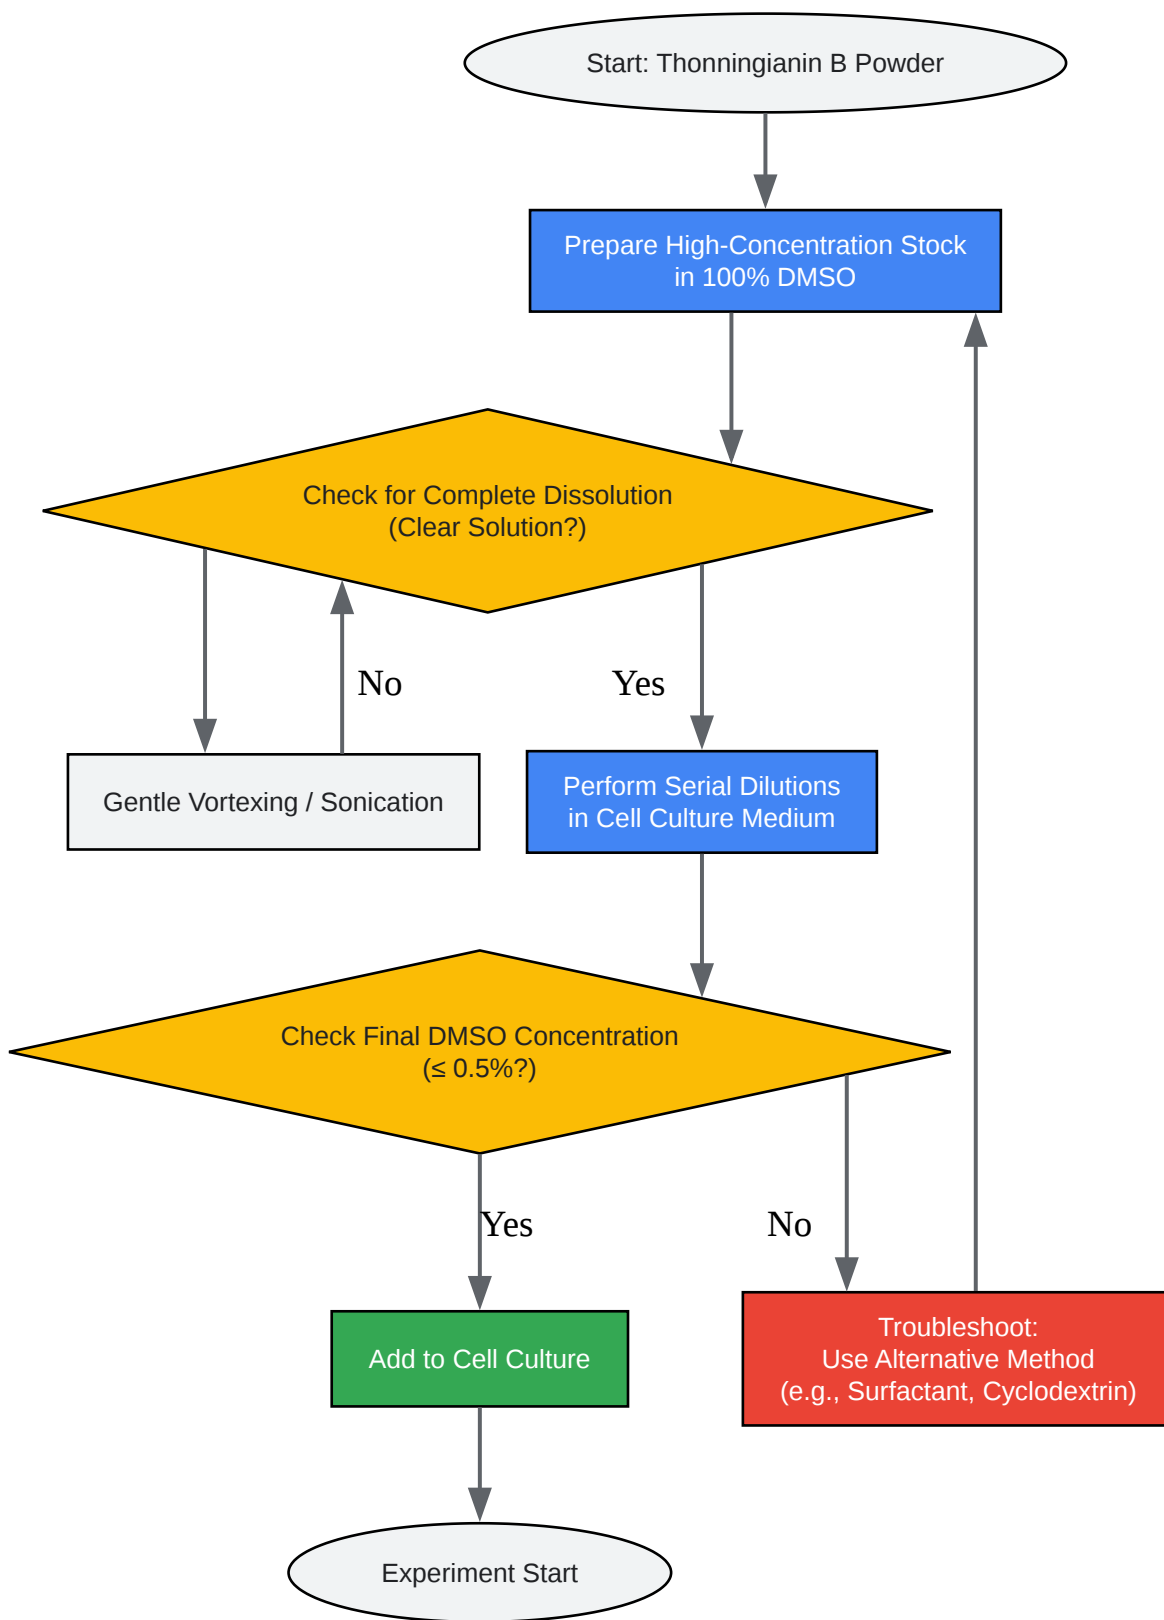 Start: Thonningianin B Powder
Prepare High-Concentration Stock
in 100% DMSO
Check for Complete Dissolution
(Clear Solution?)
No
Yes
Gentle Vortexing / Sonication
Perform Serial Dilutions
in Cell Culture Medium
Check Final DMSO Concentration
(≤ 0.5%?)
Yes
No
Add to Cell Culture
Troubleshoot:
Use Alternative Method
(e.g., Surfactant, Cyclodextrin)
Experiment Start